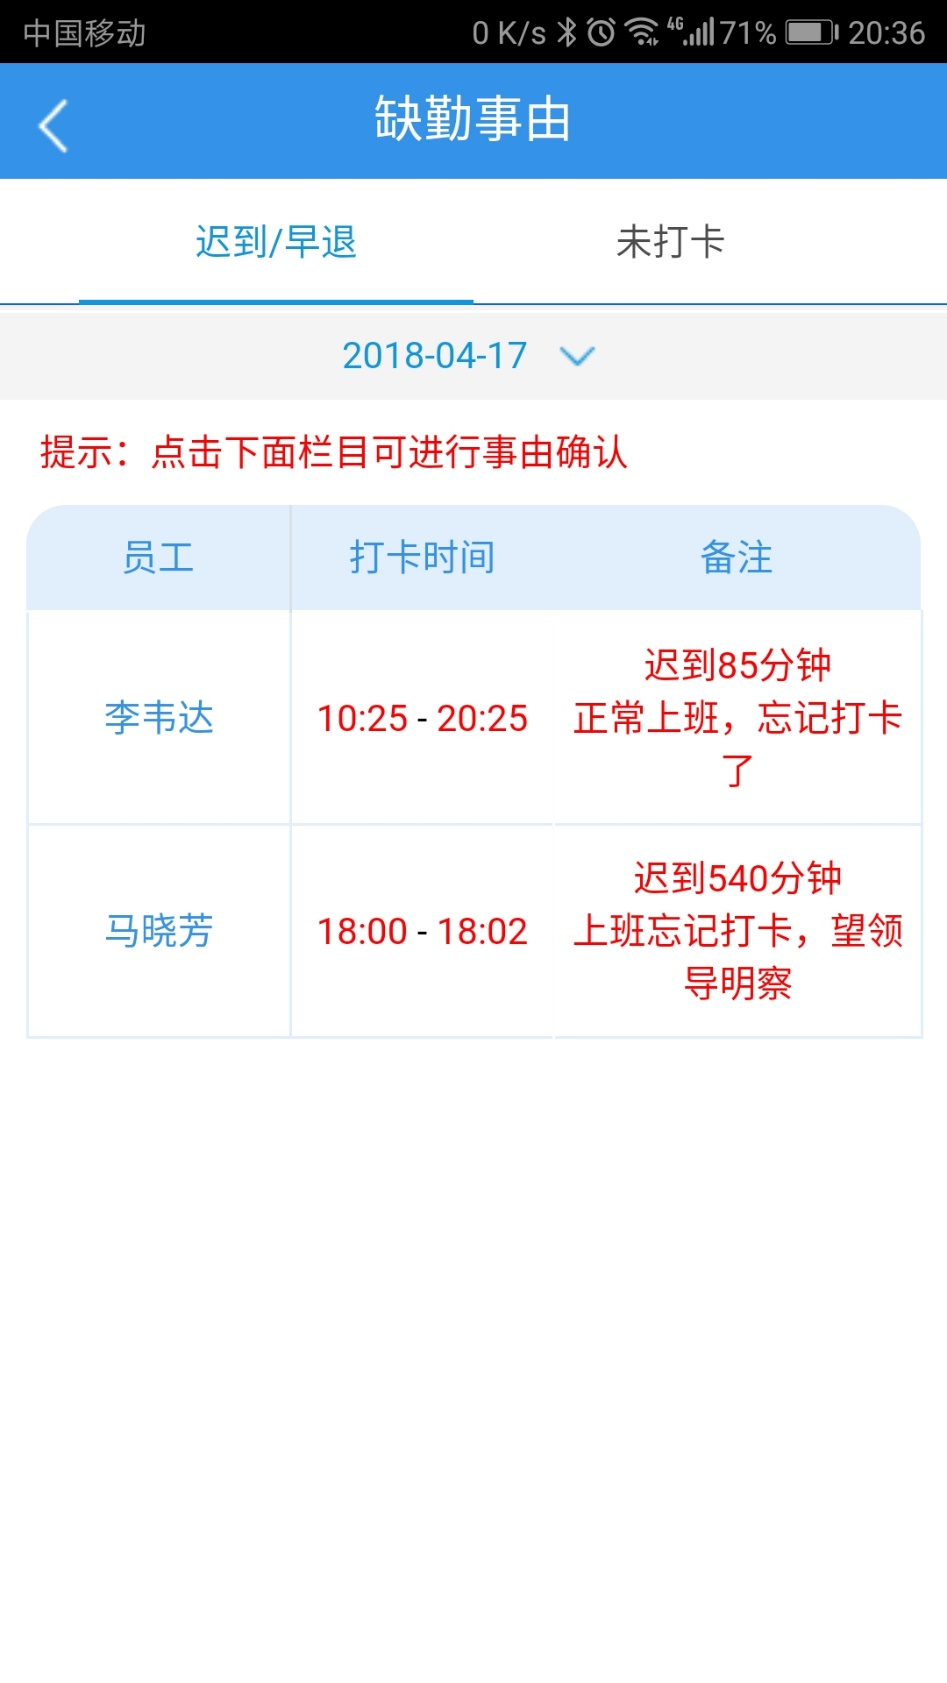 中国移动 0 K/s 4G 71% 20:36
缺勤事由
迟到/早退 未打卡
2018-04-17
提示：点击下面栏目可进行事由确认
员工 打卡时间 备注
李韦达 10:25 - 20:25 迟到85分钟
正常上班，忘记打卡
了
马晓芳 18:00 - 18:02 迟到540分钟
上班忘记打卡，望领
导明察